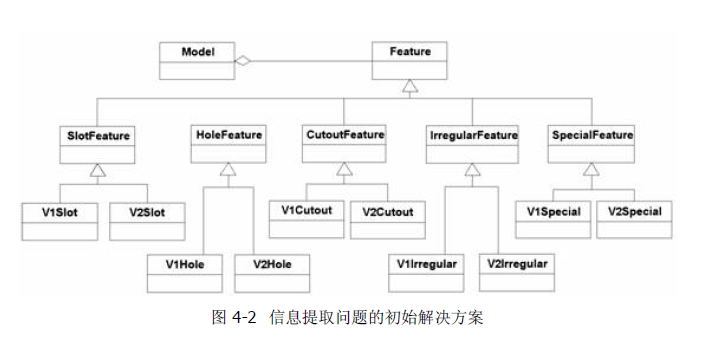 Model Feature
SlotFeature HoleFeature CutoutFeature IrregularFeature SpecialFeature
V1Slot V2Slot V1Cutout V2Cutout V1Special V2Special
V1Hole V2Hole V1Irregular V2Irregular
图 4-2 信息提取问题的初始解决方案